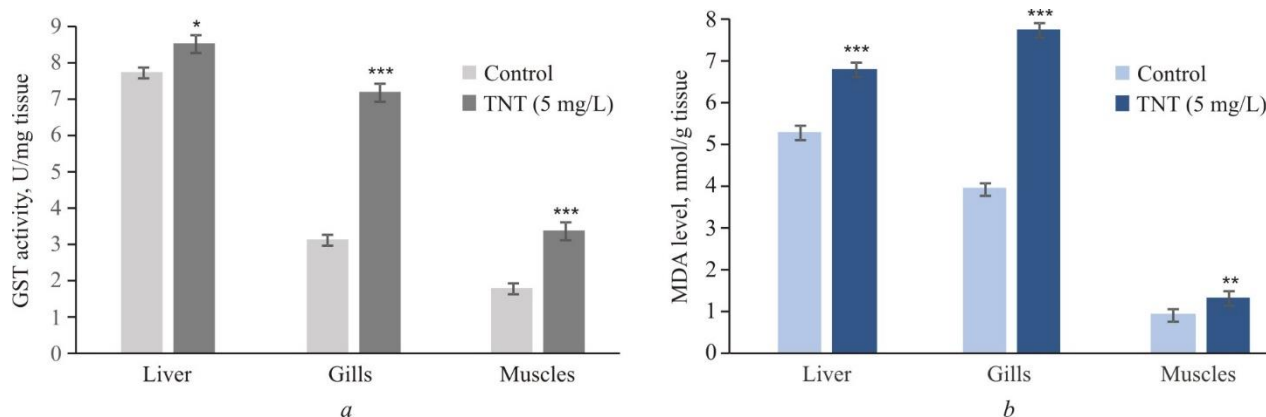 GST activity, U/mg tissue
9
8
7
6
5
4
3
2
1
0
*
***
***
Control
TNT (5 mg/L)
Liver Gills Muscles
a
MDA level, nmol/g tissue
8
7
6
5
4
3
2
1
0
***
***
**
Control
TNT (5 mg/L)
Liver Gills Muscles
b